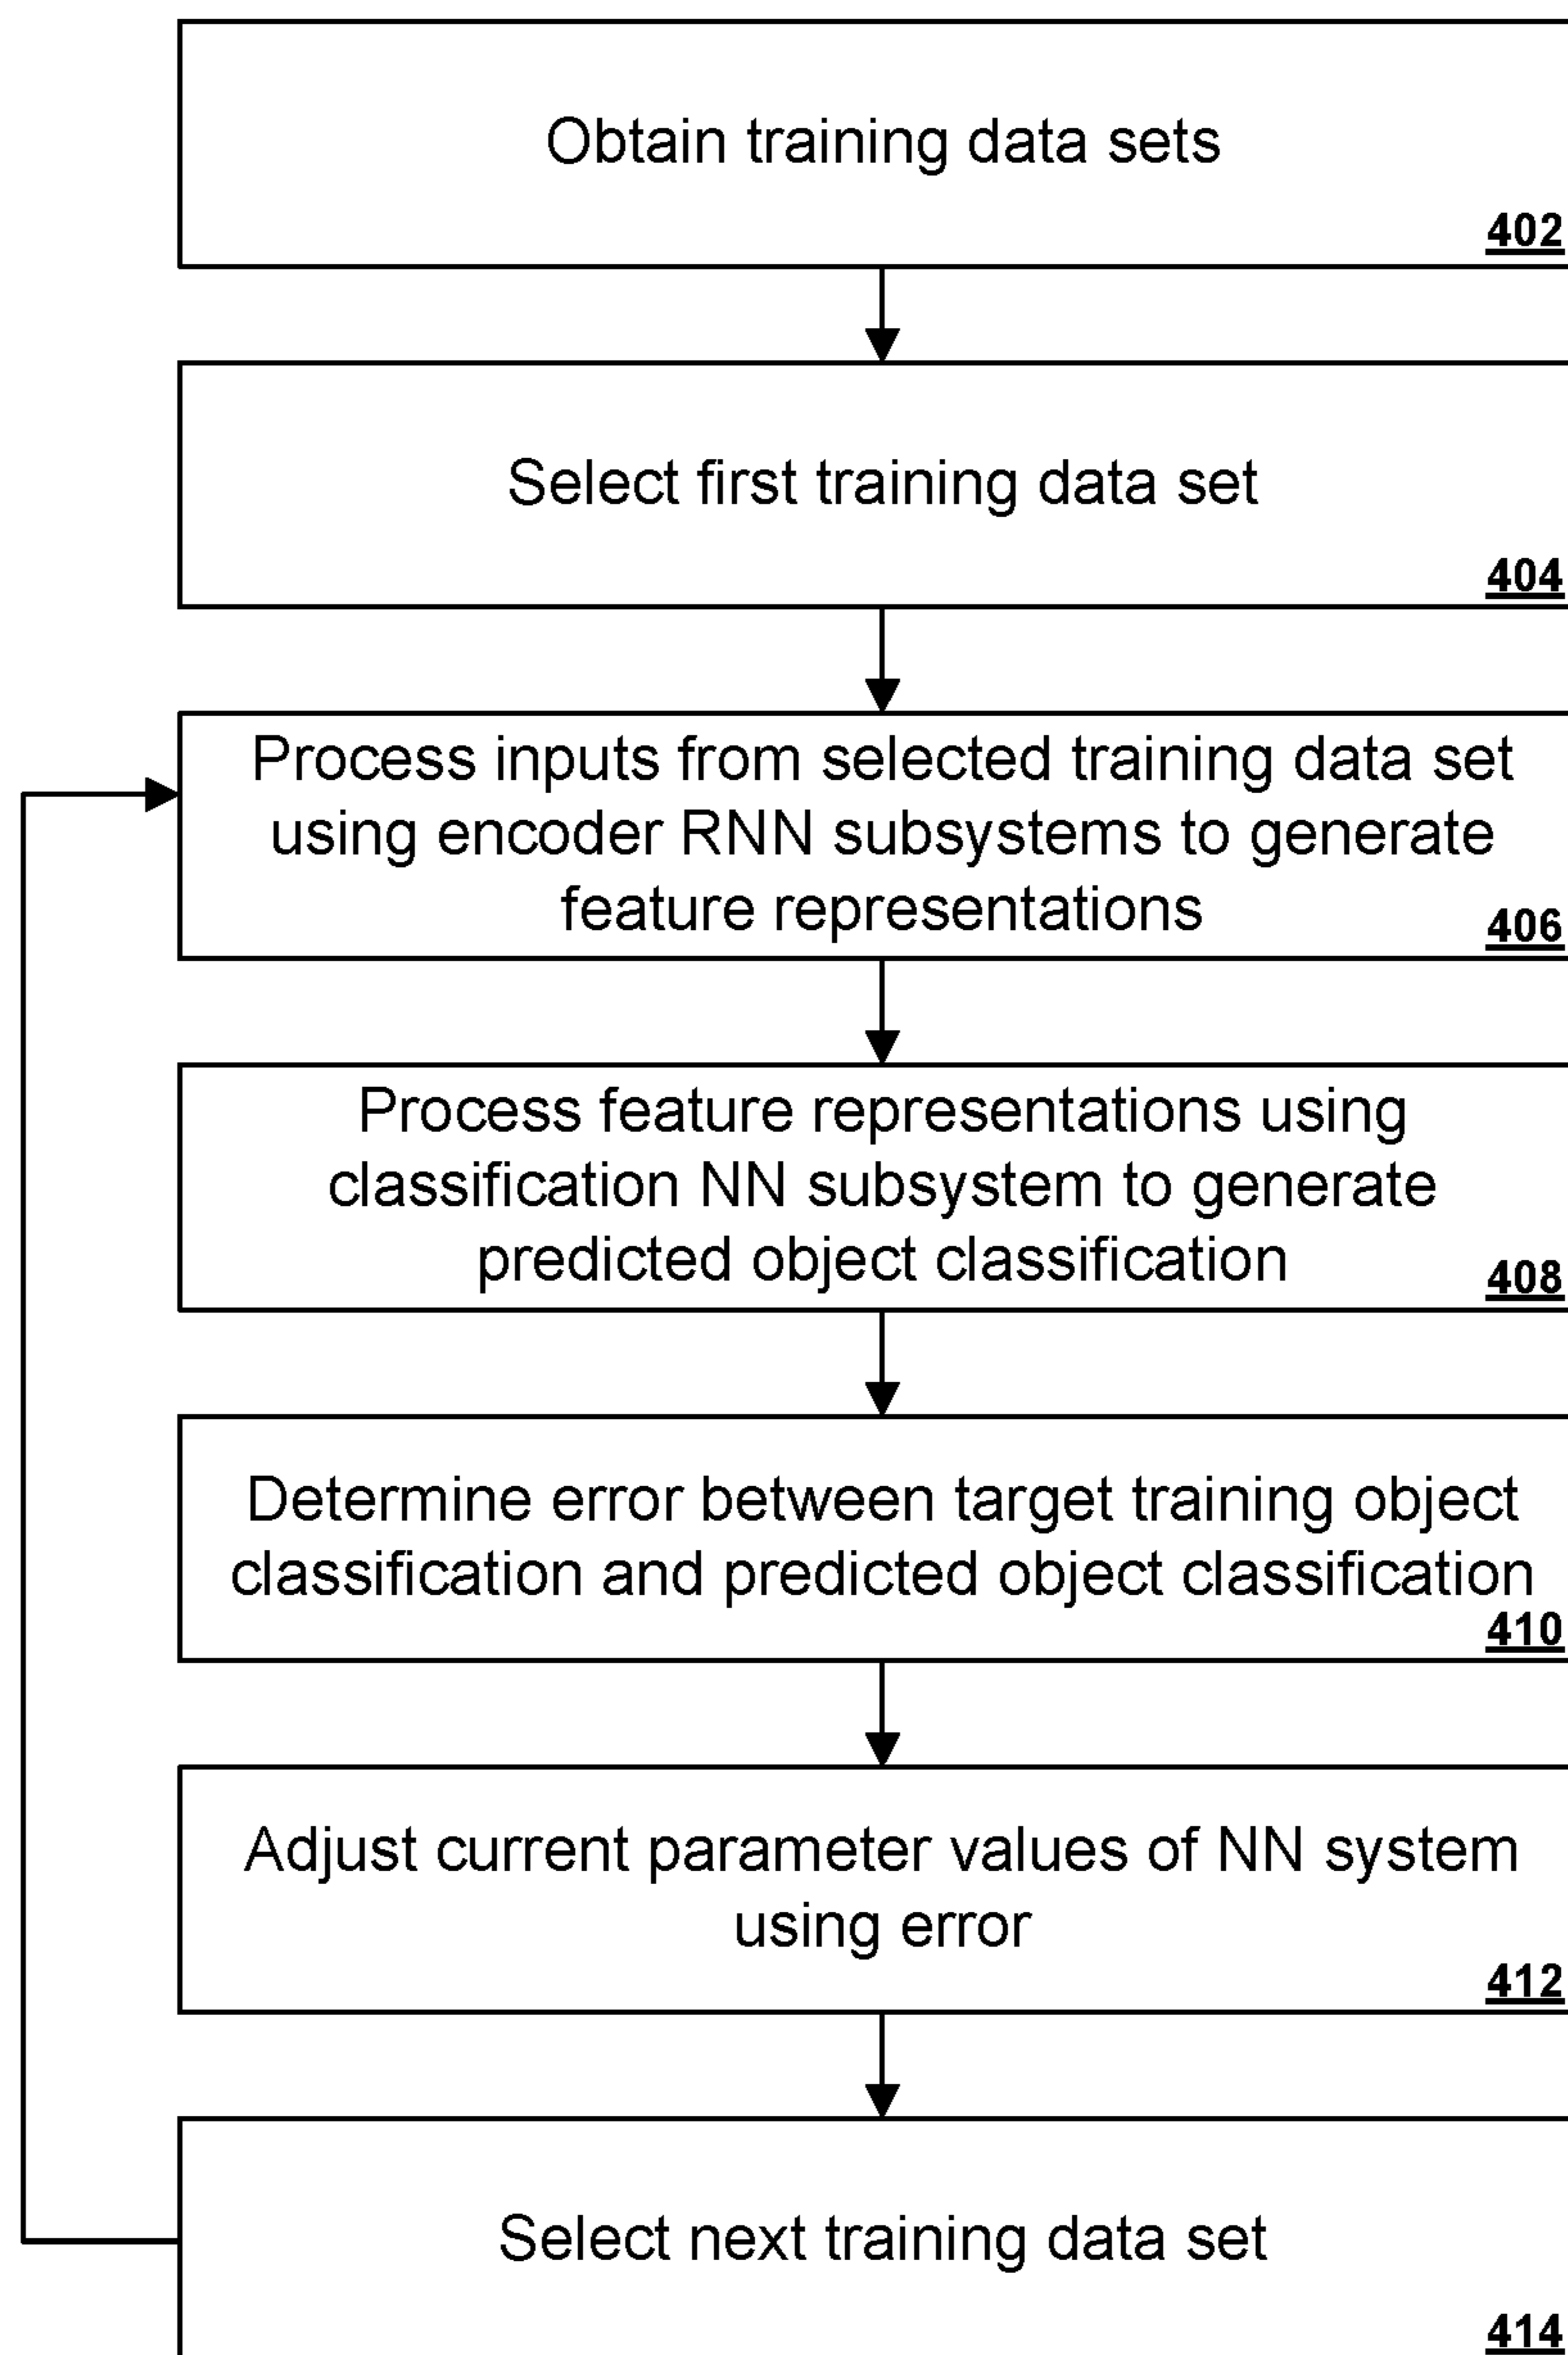 Obtain training data sets
402
Select first training data set
404
Process inputs from selected training data set
using encoder RNN subsystems to generate
feature representations
406
Process feature representations using
classification NN subsystem to generate
predicted object classification
408
Determine error between target training object
classification and predicted object classification
410
Adjust current parameter values of NN system
using error
412
Select next training data set
414